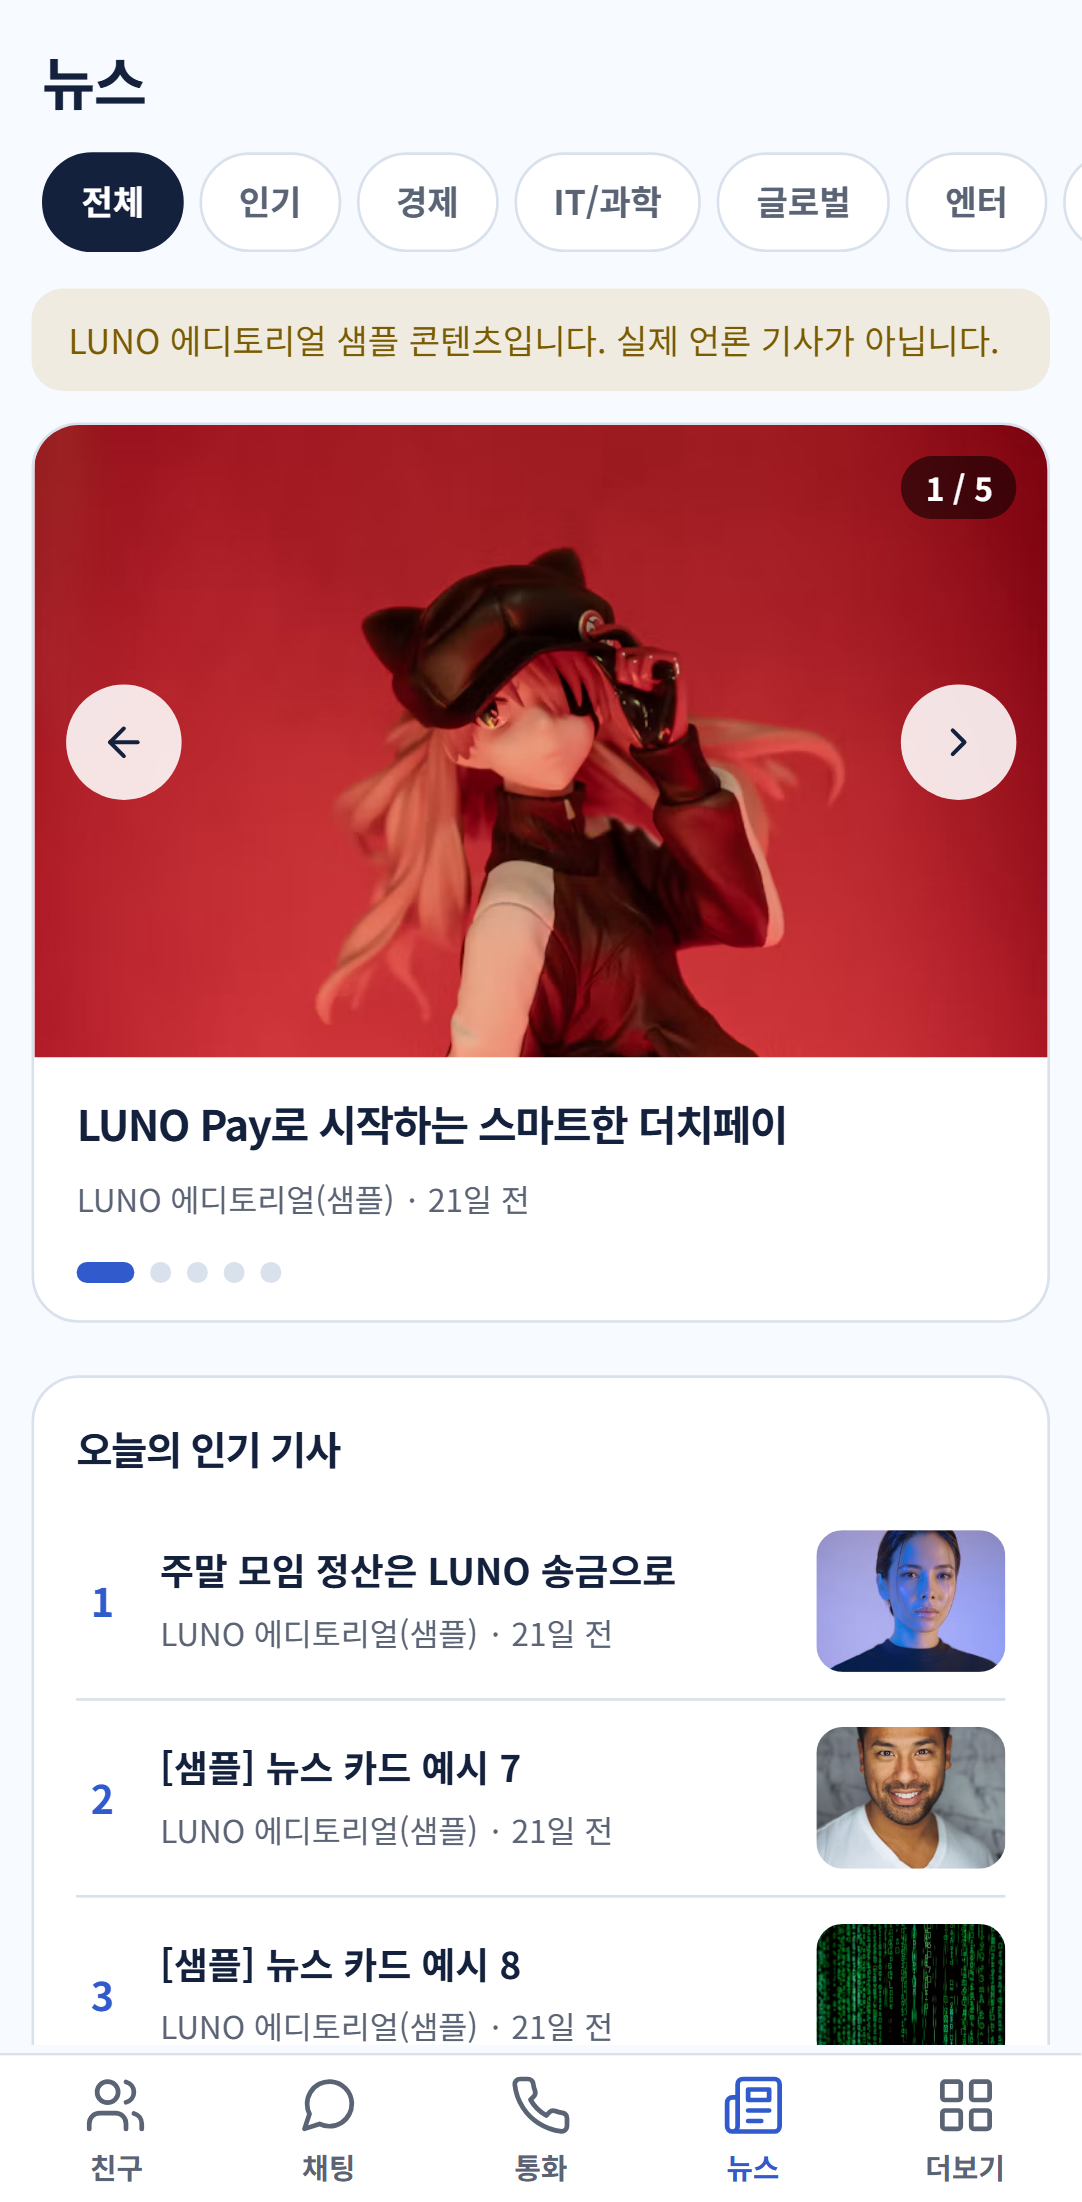 뉴스
전체 인기 경제 IT/과학 글로벌 엔터
LUNO 에디토리얼 샘플 콘텐츠입니다. 실제 언론 기사가 아닙니다.
1 / 5
LUNO Pay로 시작하는 스마트한 더치페이
LUNO 에디토리얼(샘플) · 21일 전
오늘의 인기 기사
1
주말 모임 정산은 LUNO 송금으로
LUNO 에디토리얼(샘플) · 21일 전
2
[샘플] 뉴스 카드 예시 7
LUNO 에디토리얼(샘플) · 21일 전
3
[샘플] 뉴스 카드 예시 8
LUNO 에디토리얼(샘플) · 21일 전
친구 채팅 통화 뉴스 더보기